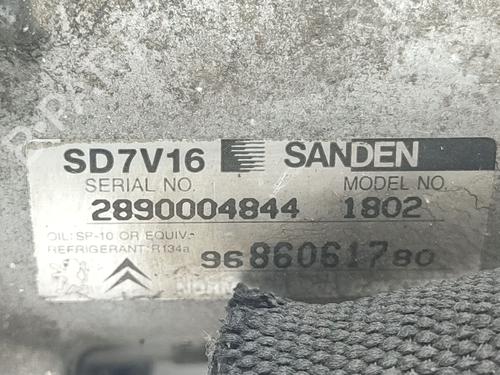 SD7V16 SANDEN
SERIAL NO. MODEL NO.
2890004844 1802
OIL: SP-10 OR EQUIV.
REFRIGERANT: R134a
9686061780